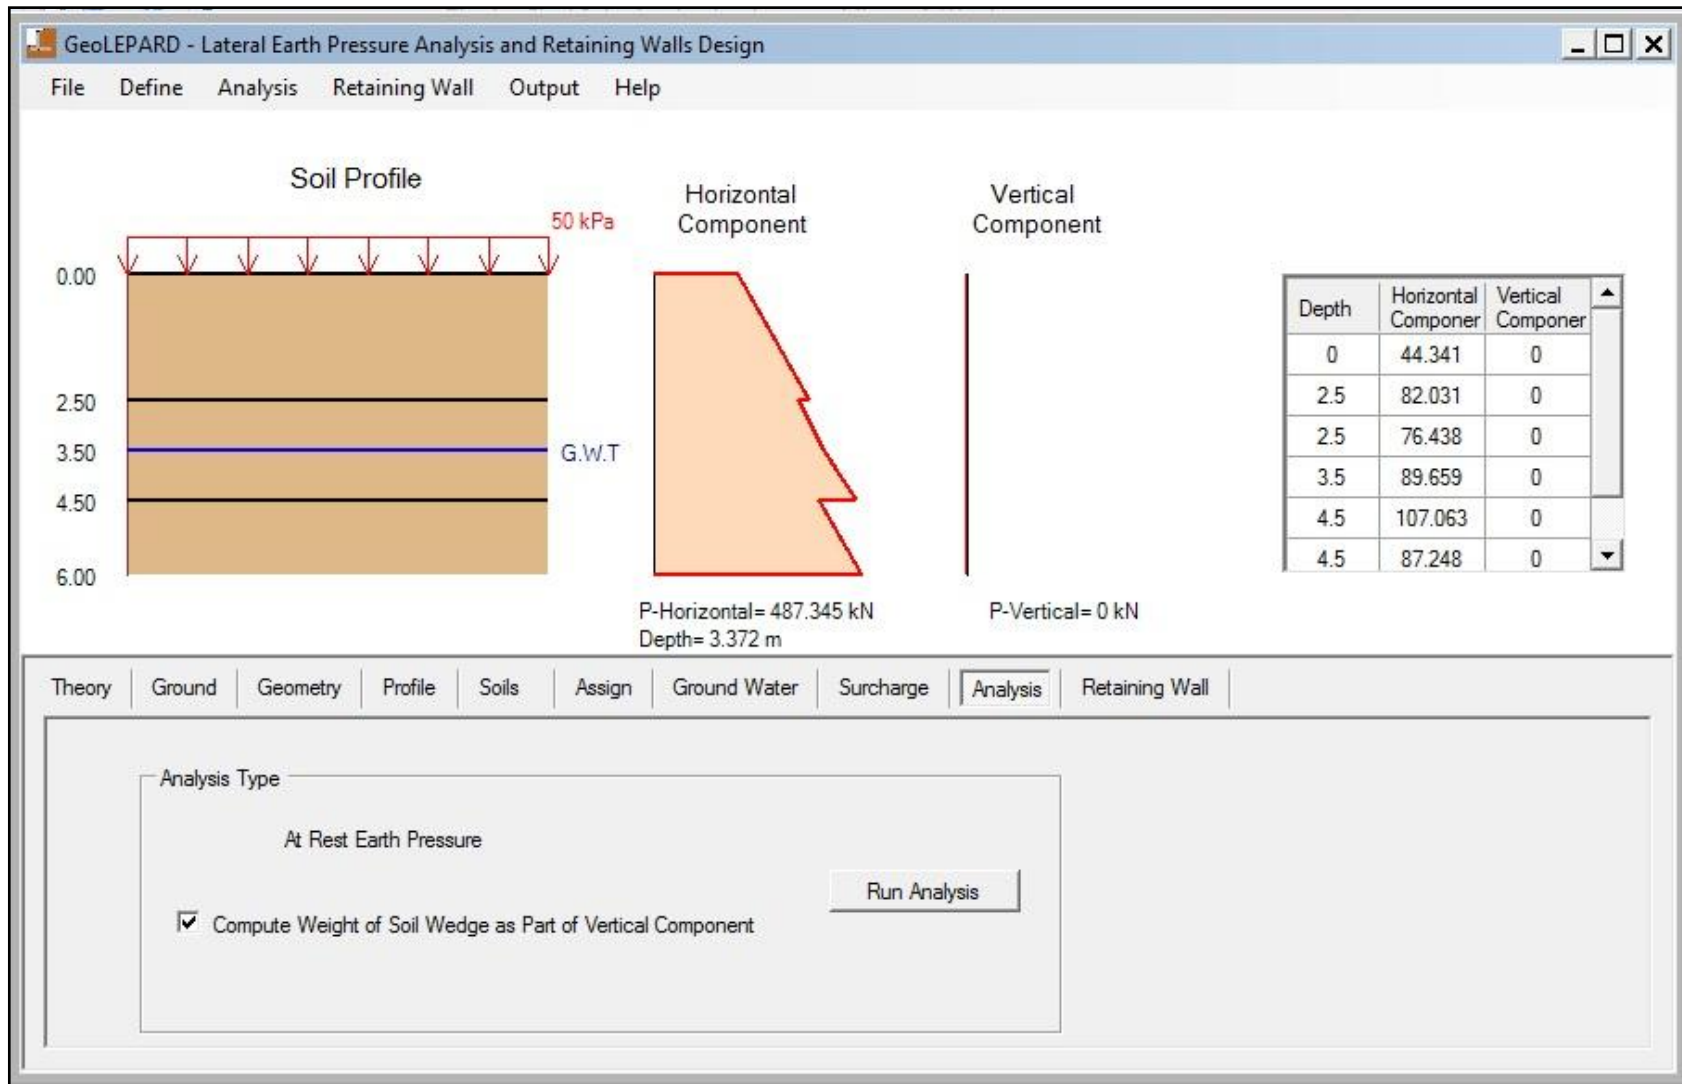 GeoLEPARD - Lateral Earth Pressure Analysis and Retaining Walls Design
File Define Analysis Retaining Wall Output Help
Soil Profile
Horizontal
Component
Vertical
Component
50 kPa
0.00
2.50
3.50
G.W.T
4.50
6.00
Depth Horizontal Componer Vertical Componer
0 44.341 0
2.5 82.031 0
2.5 76.438 0
3.5 89.659 0
4.5 107.063 0
4.5 87.248 0
P-Horizontal= 487.345 kN
Depth= 3.372 m
P-Vertical= 0 kN
Theory Ground Geometry Profile Soils Assign Ground Water Surcharge Analysis Retaining Wall
Analysis Type
At Rest Earth Pressure
Run Analysis
Compute Weight of Soil Wedge as Part of Vertical Component